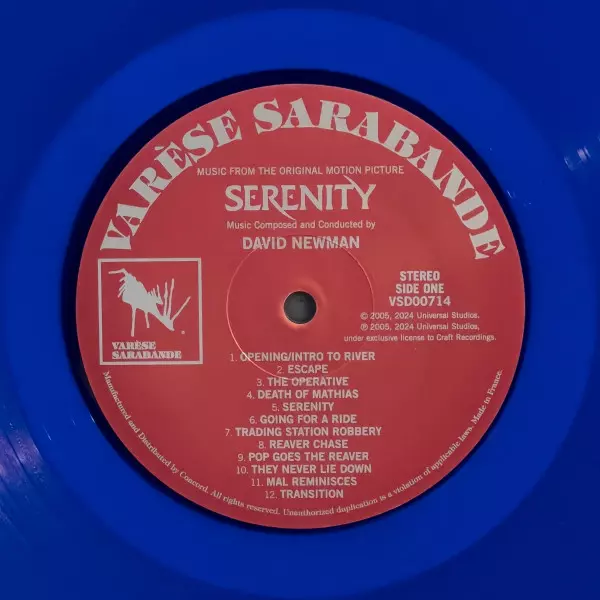 VARÈSE SARABANDE
MUSIC FROM THE ORIGINAL MOTION PICTURE
SERENITY
Music Composed and Conducted by
DAVID NEWMAN
STEREO
SIDE ONE
VSD00714
© 2005, 2024 Universal Studios.
℗ 2005, 2024 Universal Studios,
under exclusive license to Craft Recordings.
VARÈSE
SARABANDE
1. OPENING/INTRO TO RIVER
2. ESCAPE
3. THE OPERATIVE
4. DEATH OF MATHIAS
5. SERENITY
6. GOING FOR A RIDE
7. TRADING STATION ROBBERY
8. REAVER CHASE
9. POP GOES THE REAVER
10. THEY NEVER LIE DOWN
11. MAL REMINISCES
12. TRANSITION
Manufactured and Distributed by Concord. All rights reserved. Unauthorized duplication is a violation of applicable laws. Made in France.